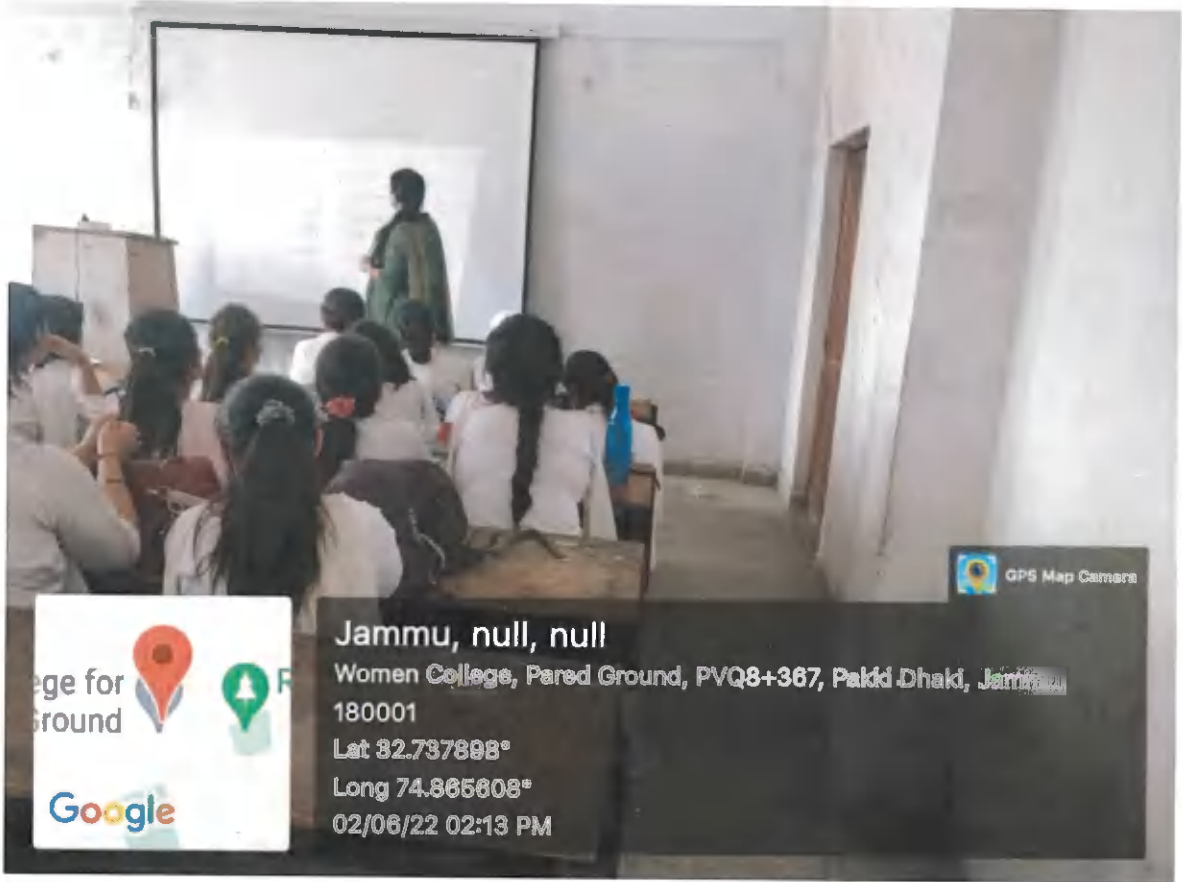 GPS Map Camera
Jammu, null, null
Women College, Pared Ground, PVQ8+367, Pakki Dhaki, Jammu
180001
Lat 32.737898°
Long 74.865608°
02/06/22 02:13 PM
ege for
Ground
R
Google